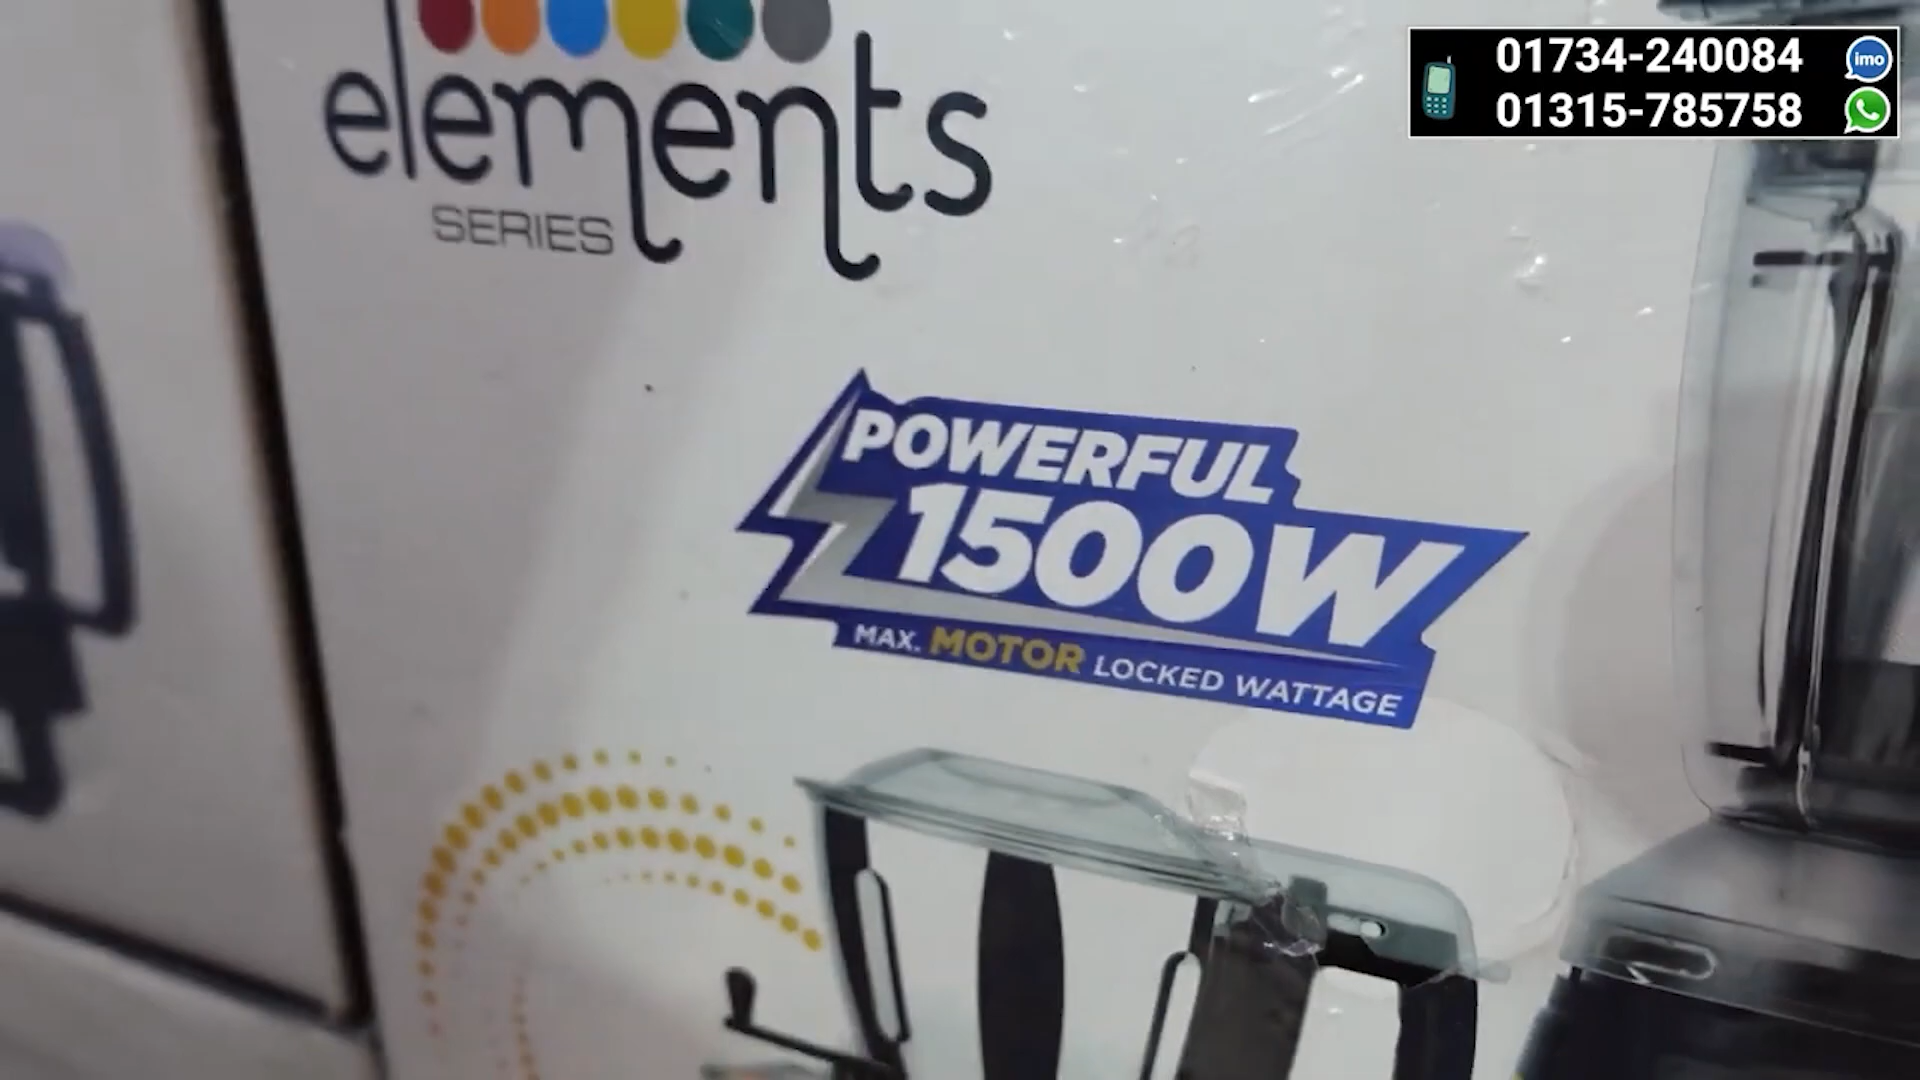 01734-240084
imo
01315-785758
elements
SERIES
POWERFUL
1500W
MAX. MOTOR LOCKED WATTAGE